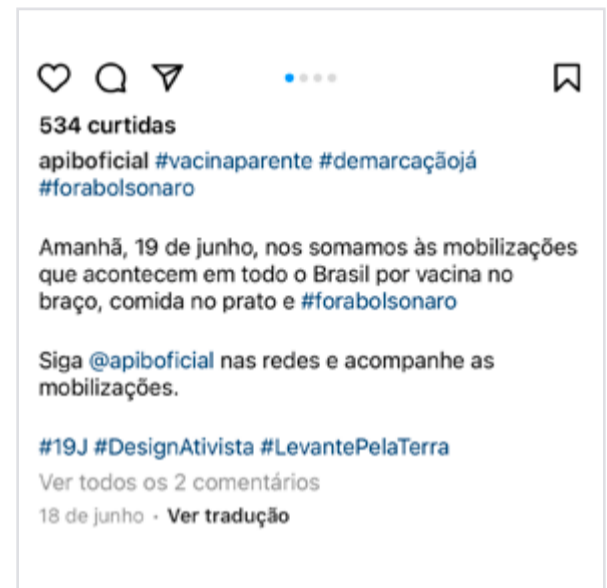 534 curtidas
apiboficial #vacinaparente #demarcaçãojá
#forabolsonaro
Amanhã, 19 de junho, nos somamos às mobilizações
que acontecem em todo o Brasil por vacina no
braço, comida no prato e #forabolsonaro
Siga @apiboficial nas redes e acompanhe as
mobilizações.
#19J #DesignAtivista #LevantePelaTerra
Ver todos os 2 comentários
18 de junho · Ver tradução